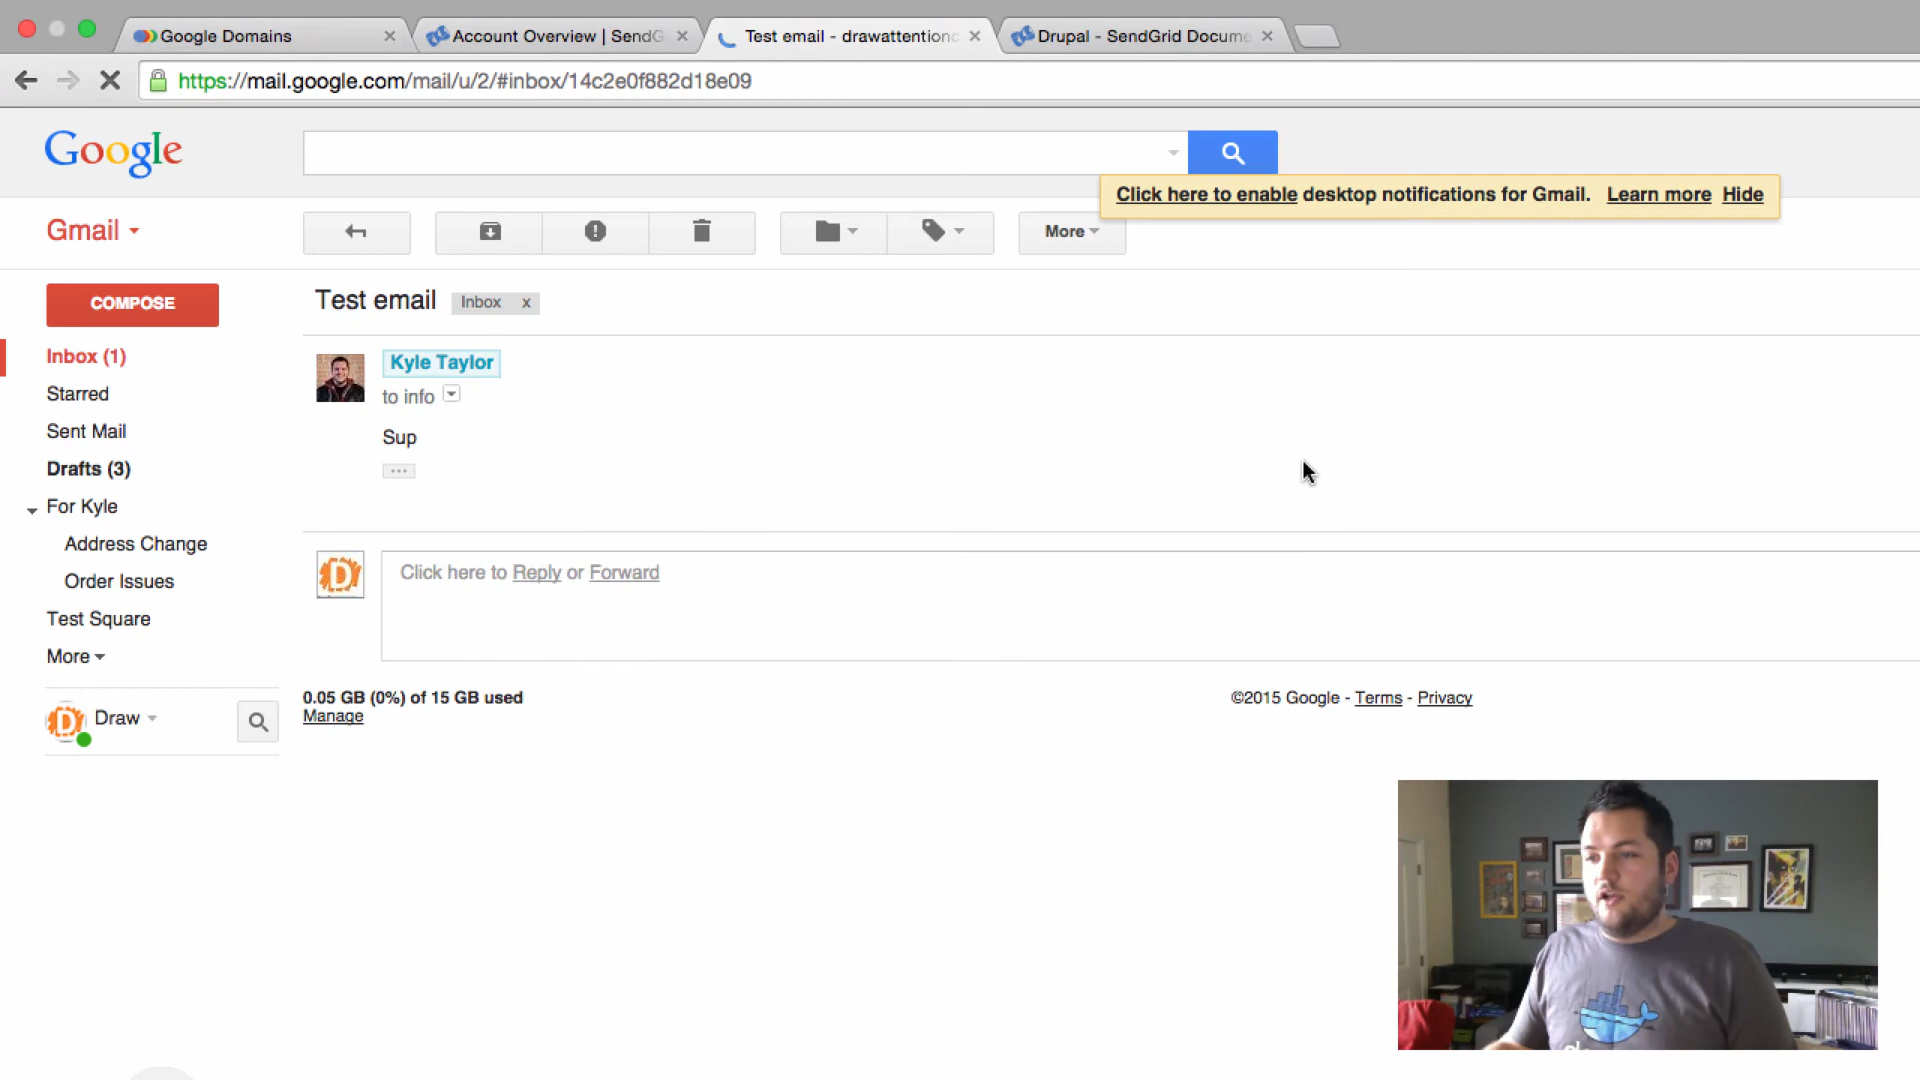 Google Domains
Account Overview | SendG
Test email - drawattention
Drupal - SendGrid Docume
https://mail.google.com/mail/u/2/#inbox/14c2e0f882d18e09
Google
Click here to enable desktop notifications for Gmail. Learn more Hide
Gmail
More
COMPOSE
Test email Inbox x
Inbox (1)
Starred
Sent Mail
Drafts (3)
For Kyle
Address Change
Order Issues
Test Square
More
Draw
Kyle Taylor
to info
Sup
Click here to Reply or Forward
0.05 GB (0%) of 15 GB used
Manage
©2015 Google - Terms - Privacy